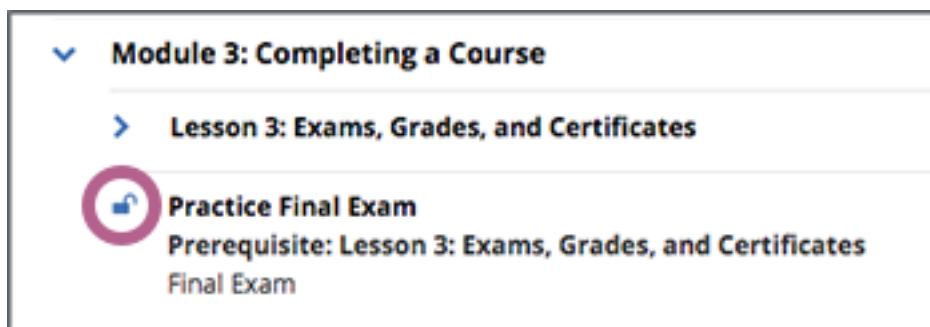 Module 3: Completing a Course
Lesson 3: Exams, Grades, and Certificates
Practice Final Exam
Prerequisite: Lesson 3: Exams, Grades, and Certificates
Final Exam